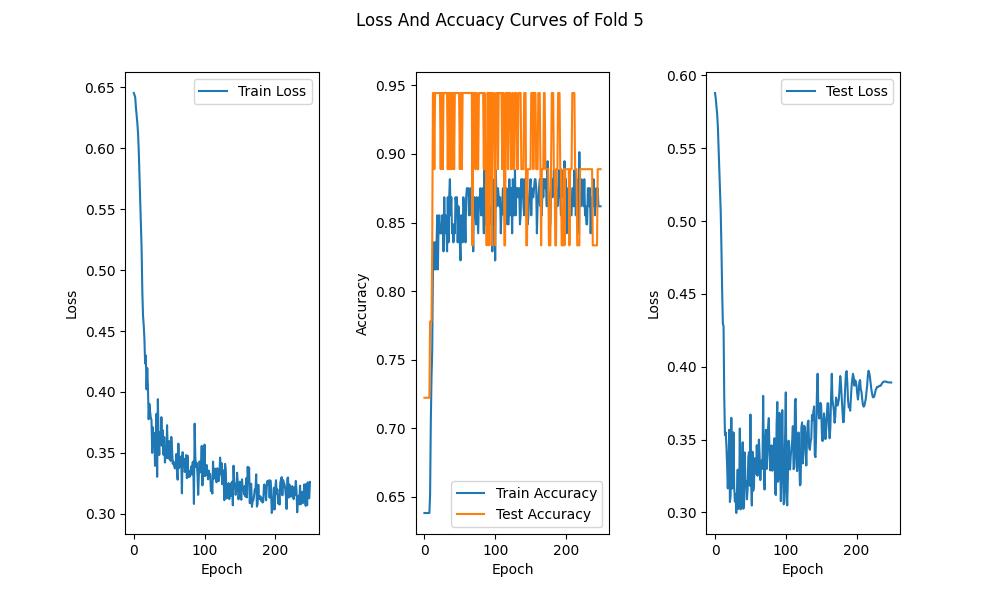 Loss And Accuacy Curves of Fold 5
0.65
0.60
0.55
0.50
0.45
0.40
0.35
0.30
Loss
0
100
200
Epoch
Train Loss
0.95
0.90
0.85
0.80
0.75
0.70
0.65
Accuracy
0
100
200
Epoch
Train Accuracy
Test Accuracy
0.60
0.55
0.50
0.45
0.40
0.35
0.30
Loss
0
100
200
Epoch
Test Loss